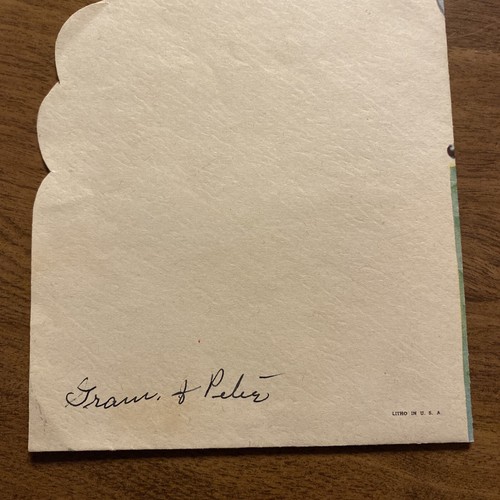 Gram. & Pete
LITHO IN U. S. A.